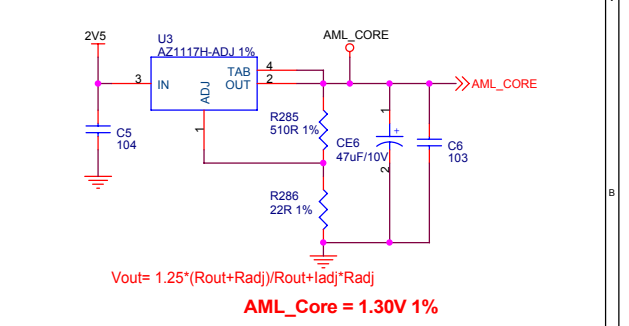 2V5
U3
AZ1117H-ADJ 1%
AML_CORE
3
IN
TAB
4
OUT
2
ADJ
1
AML_CORE
C5
104
R285
510R 1%
1
+
CE6
47uF/10V
2
C6
103
R286
22R 1%
B
Vout= 1.25*(Rout+Radj)/Rout+Iadj*Radj
AML_Core = 1.30V 1%